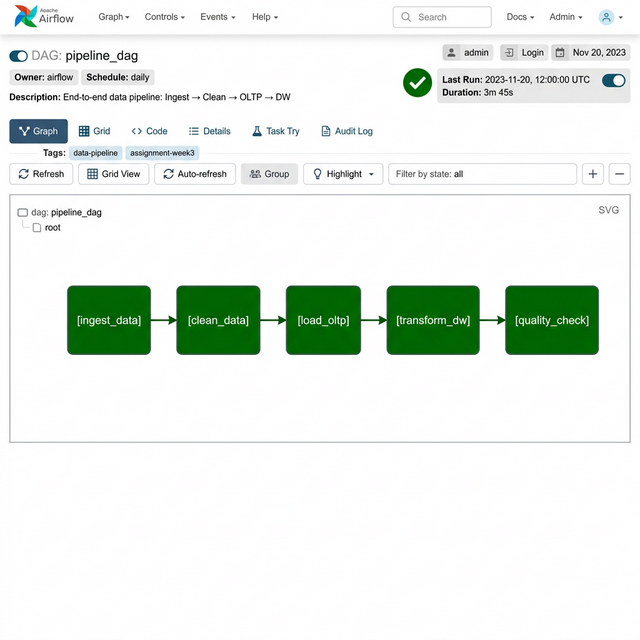 Apache
Airflow
Graph
Controls
Events
Help
Search
Docs
Admin
DAG: pipeline_dag
admin
Login
Nov 20, 2023
Owner: airflow
Schedule: daily
Last Run: 2023-11-20, 12:00:00 UTC
Duration: 3m 45s
Description: End-to-end data pipeline: Ingest → Clean → OLTP → DW
Graph
Grid
Code
Details
Task Try
Audit Log
Tags: data-pipeline assignment-week3
Refresh
Grid View
Auto-refresh
Group
Highlight
Filter by state: all
dag: pipeline_dag
SVG
root
[ingest_data]
[clean_data]
[load_oltp]
[transform_dw]
[quality_check]